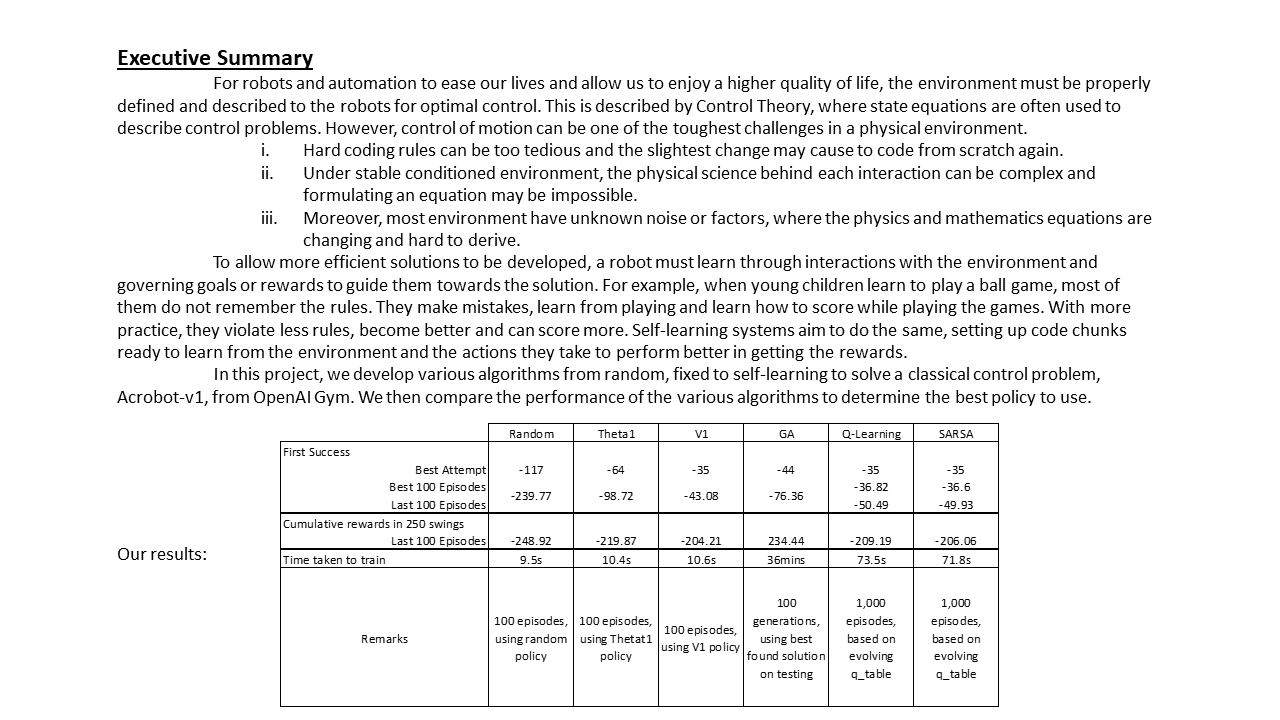 Executive Summary
For robots and automation to ease our lives and allow us to enjoy a higher quality of life, the environment must be properly
defined and described to the robots for optimal control. This is described by Control Theory, where state equations are often used to
describe control problems. However, control of motion can be one of the toughest challenges in a physical environment.
i. Hard coding rules can be too tedious and the slightest change may cause to code from scratch again.
ii. Under stable conditioned environment, the physical science behind each interaction can be complex and
formulating an equation may be impossible.
iii. Moreover, most environment have unknown noise or factors, where the physics and mathematics equations are
changing and hard to derive.
To allow more efficient solutions to be developed, a robot must learn through interactions with the environment and
governing goals or rewards to guide them towards the solution. For example, when young children learn to play a ball game, most of
them do not remember the rules. They make mistakes, learn from playing and learn how to score while playing the games. With more
practice, they violate less rules, become better and can score more. Self-learning systems aim to do the same, setting up code chunks
ready to learn from the environment and the actions they take to perform better in getting the rewards.
In this project, we develop various algorithms from random, fixed to self-learning to solve a classical control problem,
Acrobot-v1, from OpenAI Gym. We then compare the performance of the various algorithms to determine the best policy to use.
Our results:
Random Theta1 V1 GA Q-Learning SARSA
First Success
Best Attempt -117 -64 -35 -44 -35 -35
Best 100 Episodes -36.82 -36.6
-239.77 -98.72 -43.08 -76.36
Last 100 Episodes -50.49 -49.93
Cumulative rewards in 250 swings
Last 100 Episodes -248.92 -219.87 -204.21 234.44 -209.19 -206.06
Time taken to train 9.5s 10.4s 10.6s 36mins 73.5s 71.8s
Remarks
100 episodes,
using random
policy
100 episodes,
using Thetat1
policy
100 episodes,
using V1 policy
100
generations,
using best
found solution
on testing
1,000
episodes,
based on
evolving
q_table
1,000
episodes,
based on
evolving
q_table